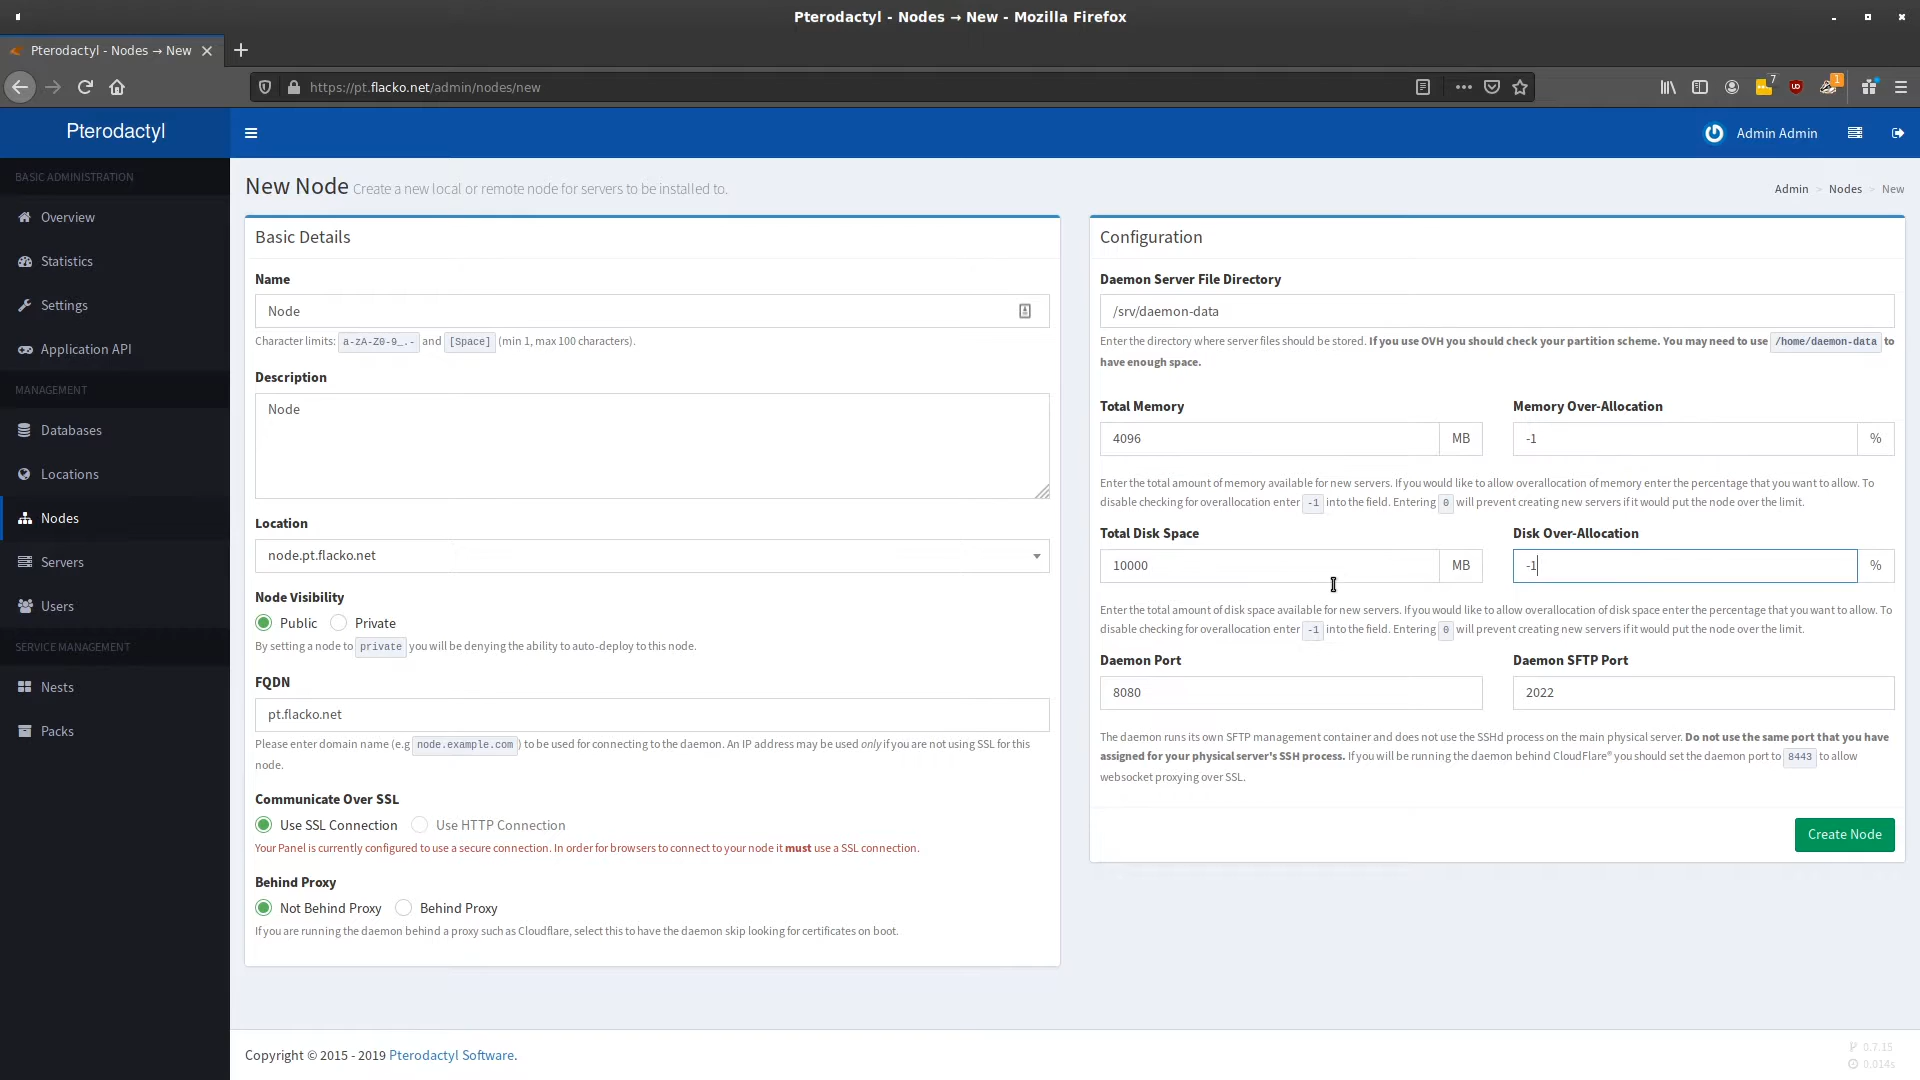 Pterodactyl - Nodes → New - Mozilla Firefox
Pterodactyl - Nodes → New
https://pt.flacko.net/admin/nodes/new
7
1
Pterodactyl
Admin Admin
BASIC ADMINISTRATION
Overview
Statistics
Settings
Application API
MANAGEMENT
Databases
Locations
Nodes
Servers
Users
SERVICE MANAGEMENT
Nests
Packs
New Node Create a new local or remote node for servers to be installed to.
Admin > Nodes > New
Basic Details
Name
Node
Character limits: a-zA-Z0-9_.- and [Space] (min 1, max 100 characters).
Description
Node
Location
node.pt.flacko.net
Node Visibility
Public Private
By setting a node to private you will be denying the ability to auto-deploy to this node.
FQDN
pt.flacko.net
Please enter domain name (e.g node.example.com) to be used for connecting to the daemon. An IP address may be used only if you are not using SSL for this
node.
Communicate Over SSL
Use SSL Connection Use HTTP Connection
Your Panel is currently configured to use a secure connection. In order for browsers to connect to your node it must use a SSL connection.
Behind Proxy
Not Behind Proxy Behind Proxy
If you are running the daemon behind a proxy such as Cloudflare, select this to have the daemon skip looking for certificates on boot.
Configuration
Daemon Server File Directory
/srv/daemon-data
Enter the directory where server files should be stored. If you use OVH you should check your partition scheme. You may need to use /home/daemon-data to
have enough space.
Total Memory Memory Over-Allocation
4096 MB -1 %
Enter the total amount of memory available for new servers. If you would like to allow overallocation of memory enter the percentage that you want to allow. To
disable checking for overallocation enter -1 into the field. Entering 0 will prevent creating new servers if it would put the node over the limit.
Total Disk Space Disk Over-Allocation
10000 MB -1 %
Enter the total amount of disk space available for new servers. If you would like to allow overallocation of disk space enter the percentage that you want to allow. To
disable checking for overallocation enter -1 into the field. Entering 0 will prevent creating new servers if it would put the node over the limit.
Daemon Port Daemon SFTP Port
8080 2022
The daemon runs its own SFTP management container and does not use the SSHd process on the main physical server. Do not use the same port that you have
assigned for your physical server's SSH process. If you will be running the daemon behind CloudFlare® you should set the daemon port to 8443 to allow
websocket proxying over SSL.
Create Node
Copyright © 2015 - 2019 Pterodactyl Software.
0.7.15
0.014s